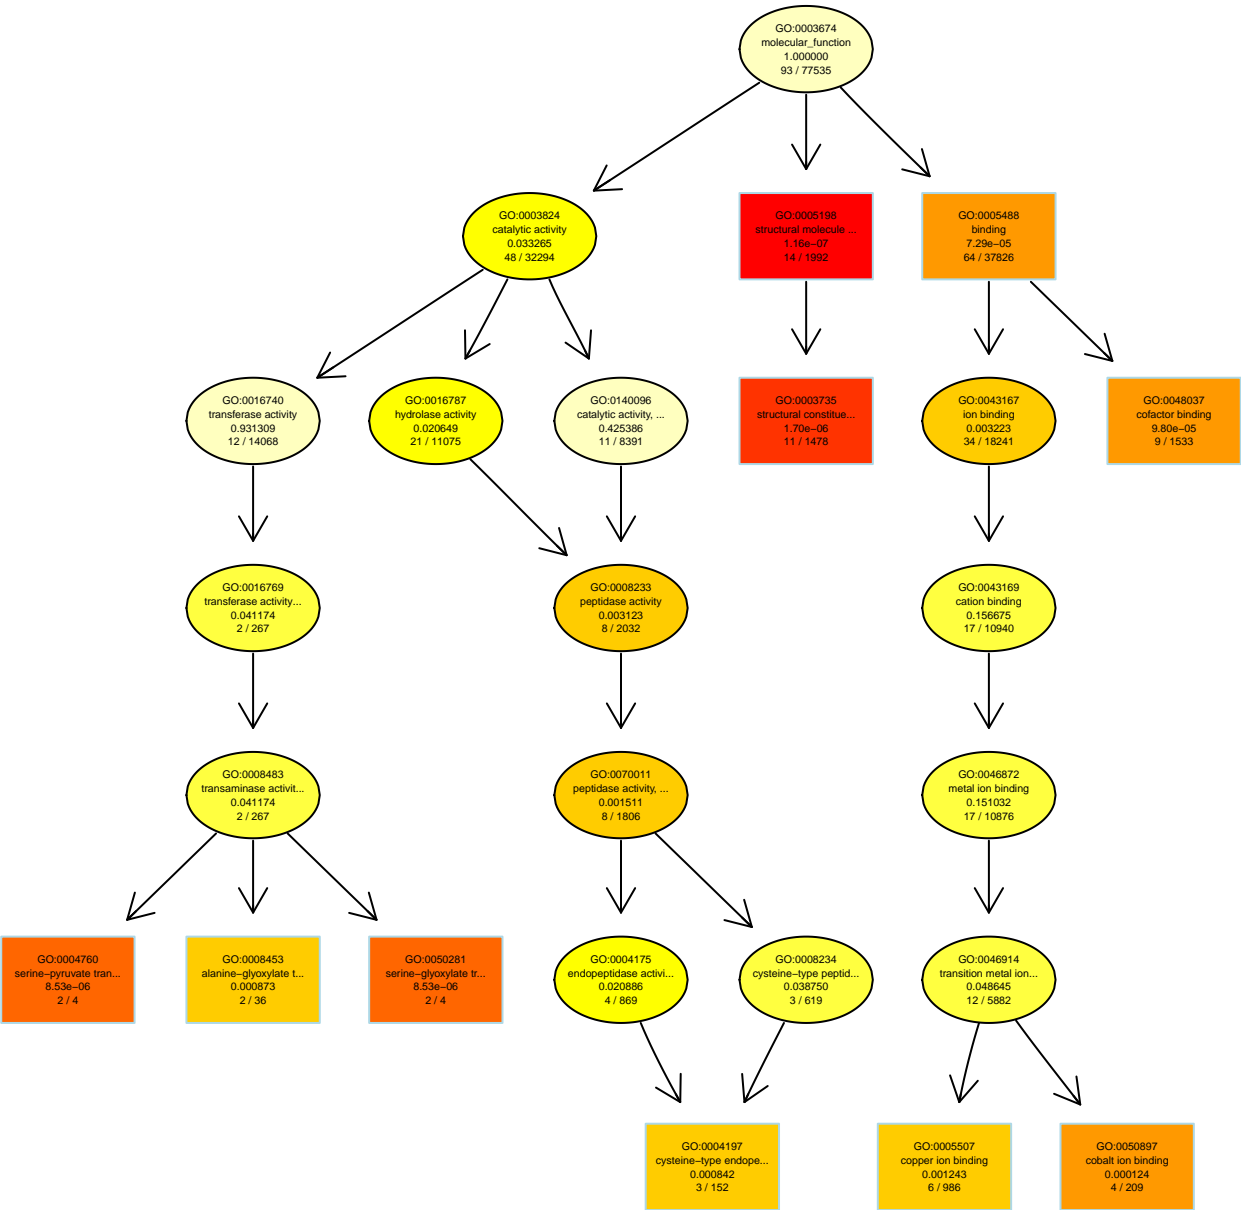 GO:0003674
molecular_function
1.000000
93 / 77535
GO:0003824
catalytic activity
0.033265
48 / 32294
GO:0005198
structural molecule ...
1.16e−07
14 / 1992
GO:0005488
binding
7.29e−05
64 / 37826
GO:0016740
transferase activity
0.931309
12 / 14068
GO:0016787
hydrolase activity
0.020649
21 / 11075
GO:0140096
catalytic activity, ...
0.425386
11 / 8391
GO:0003735
structural constitue...
1.70e−06
11 / 1478
GO:0043167
ion binding
0.003223
34 / 18241
GO:0048037
cofactor binding
9.80e−05
9 / 1533
GO:0016769
transferase activity...
0.041174
2 / 267
GO:0008233
peptidase activity
0.003123
8 / 2032
GO:0043169
cation binding
0.156675
17 / 10940
GO:0008483
transaminase activit...
0.041174
2 / 267
GO:0070011
peptidase activity, ...
0.001511
8 / 1806
GO:0046872
metal ion binding
0.151032
17 / 10876
GO:0004760
serine−pyruvate tran...
8.53e−06
2 / 4
GO:0008453
alanine−glyoxylate t...
0.000873
2 / 36
GO:0050281
serine−glyoxylate tr...
8.53e−06
2 / 4
GO:0004175
endopeptidase activi...
0.020886
4 / 869
GO:0008234
cysteine−type peptid...
0.038750
3 / 619
GO:0046914
transition metal ion...
0.048645
12 / 5882
GO:0004197
cysteine−type endope...
0.000842
3 / 152
GO:0005507
copper ion binding
0.001243
6 / 986
GO:0050897
cobalt ion binding
0.000124
4 / 209